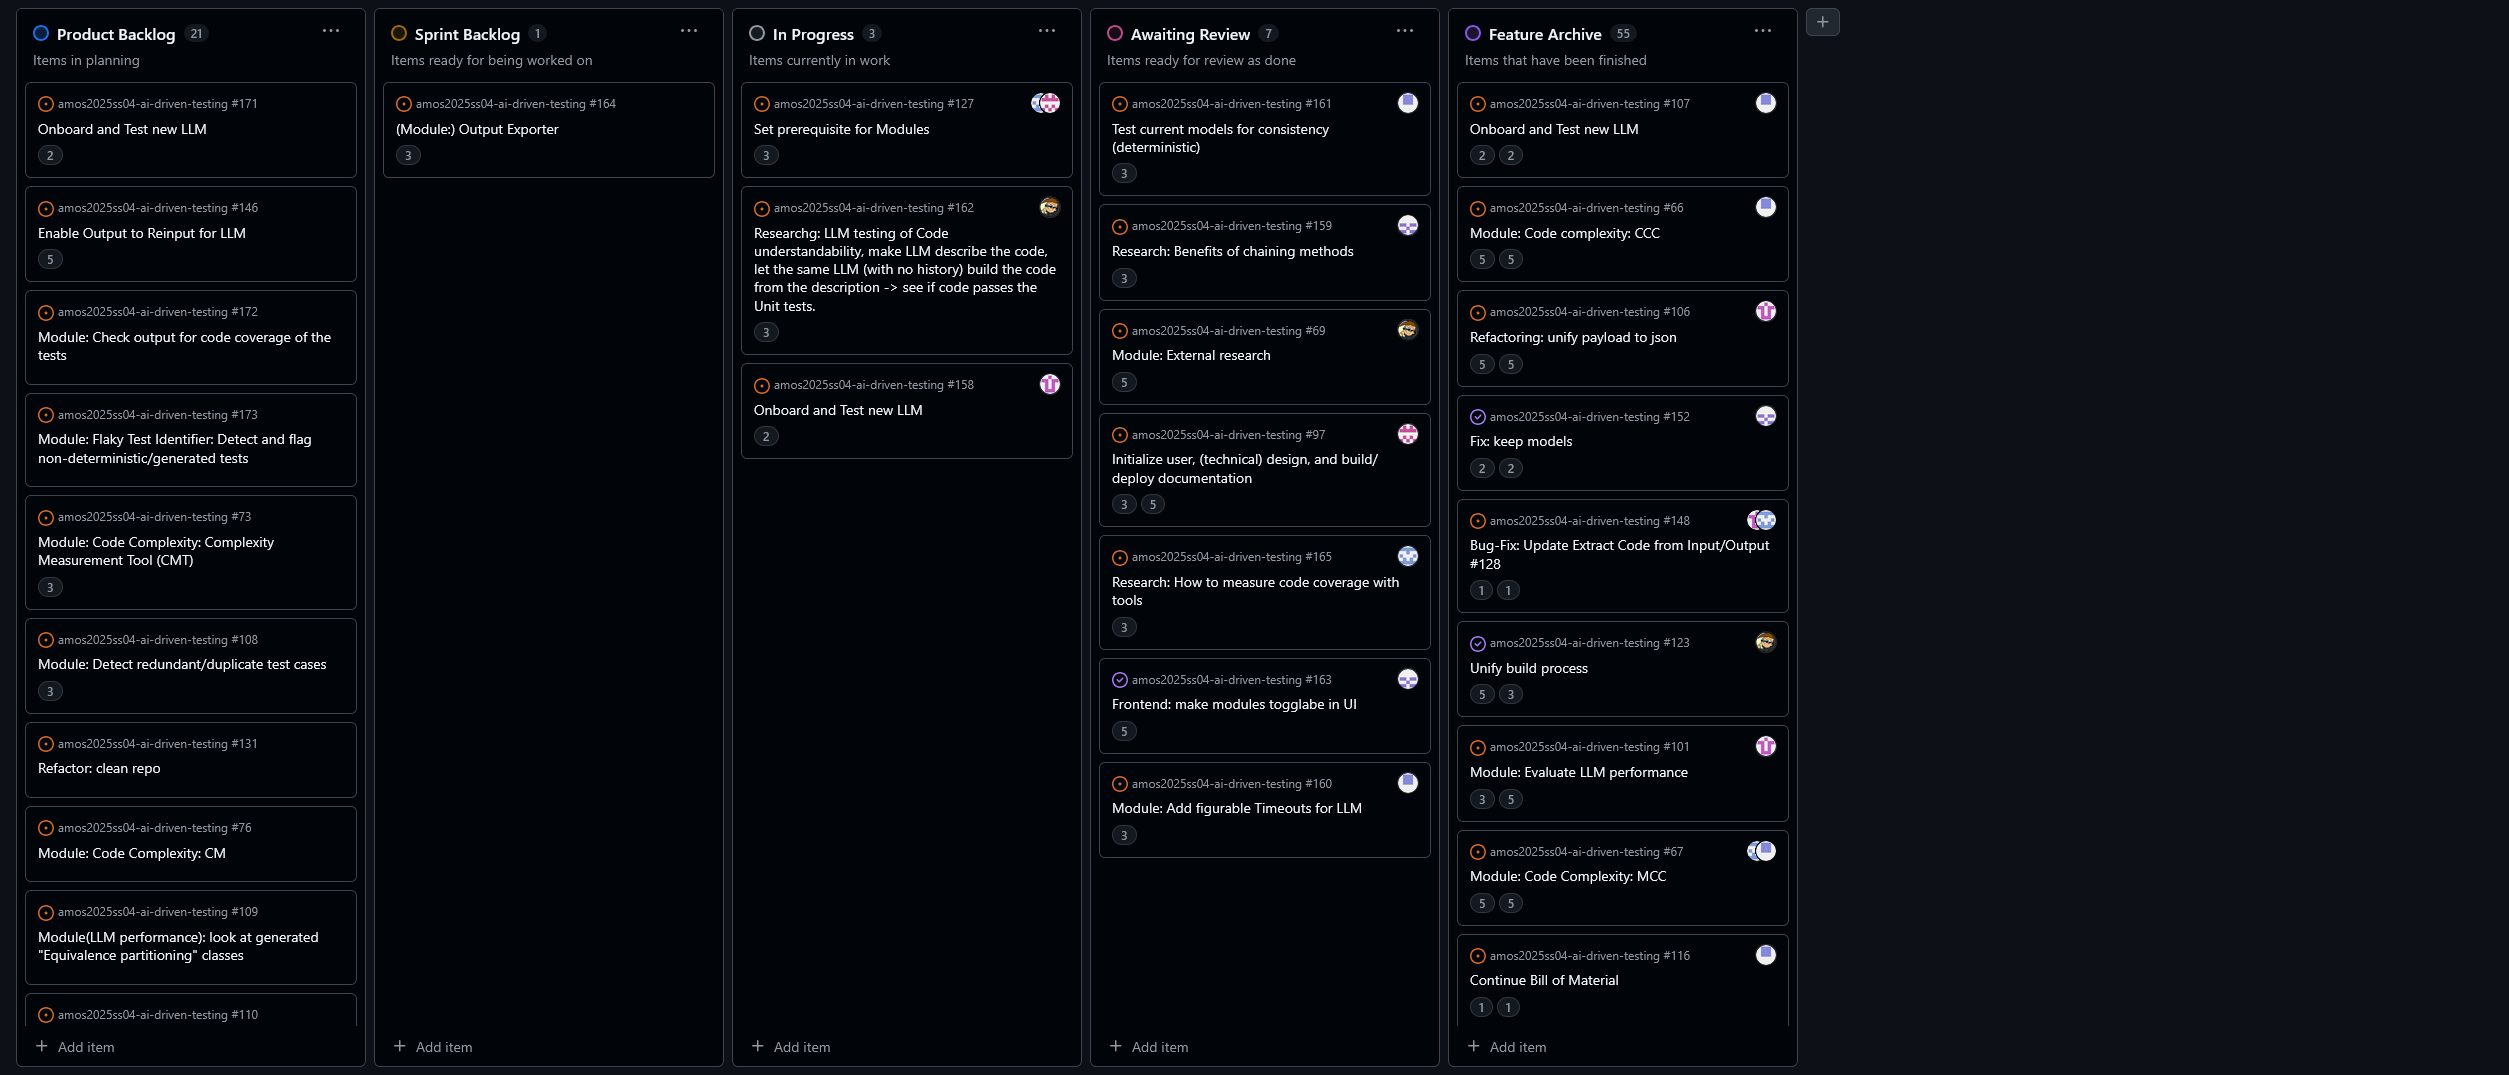 Product Backlog 21
Items in planning
amos2025ss04-ai-driven-testing #171
Onboard and Test new LLM
2
amos2025ss04-ai-driven-testing #146
Enable Output to Reinput for LLM
5
amos2025ss04-ai-driven-testing #172
Module: Check output for code coverage of the
tests
amos2025ss04-ai-driven-testing #173
Module: Flaky Test Identifier: Detect and flag
non-deterministic/generated tests
amos2025ss04-ai-driven-testing #73
Module: Code Complexity: Complexity
Measurement Tool (CMT)
3
amos2025ss04-ai-driven-testing #108
Module: Detect redundant/duplicate test cases
3
amos2025ss04-ai-driven-testing #131
Refactor: clean repo
amos2025ss04-ai-driven-testing #76
Module: Code Complexity: CM
amos2025ss04-ai-driven-testing #109
Module(LLM performance): look at generated
"Equivalence partitioning" classes
amos2025ss04-ai-driven-testing #110
+ Add item
Sprint Backlog 1
Items ready for being worked on
amos2025ss04-ai-driven-testing #164
(Module:) Output Exporter
3
+ Add item
In Progress 3
Items currently in work
amos2025ss04-ai-driven-testing #127
Set prerequisite for Modules
3
amos2025ss04-ai-driven-testing #162
Researchg: LLM testing of Code
understandability, make LLM describe the code,
let the same LLM (with no history) build the code
from the description -> see if code passes the
Unit tests.
3
amos2025ss04-ai-driven-testing #158
Onboard and Test new LLM
2
+ Add item
Awaiting Review 7
Items ready for review as done
amos2025ss04-ai-driven-testing #161
Test current models for consistency
(deterministic)
3
amos2025ss04-ai-driven-testing #159
Research: Benefits of chaining methods
3
amos2025ss04-ai-driven-testing #69
Module: External research
5
amos2025ss04-ai-driven-testing #97
Initialize user, (technical) design, and build/
deploy documentation
3 5
amos2025ss04-ai-driven-testing #165
Research: How to measure code coverage with
tools
3
amos2025ss04-ai-driven-testing #163
Frontend: make modules togglabe in UI
5
amos2025ss04-ai-driven-testing #160
Module: Add figurable Timeouts for LLM
3
+ Add item
Feature Archive 55
Items that have been finished
amos2025ss04-ai-driven-testing #107
Onboard and Test new LLM
2 2
amos2025ss04-ai-driven-testing #66
Module: Code complexity: CCC
5 5
amos2025ss04-ai-driven-testing #106
Refactoring: unify payload to json
5 5
amos2025ss04-ai-driven-testing #152
Fix: keep models
2 2
amos2025ss04-ai-driven-testing #148
Bug-Fix: Update Extract Code from Input/Output
#128
1 1
amos2025ss04-ai-driven-testing #123
Unify build process
5 3
amos2025ss04-ai-driven-testing #101
Module: Evaluate LLM performance
3 5
amos2025ss04-ai-driven-testing #67
Module: Code Complexity: MCC
5 5
amos2025ss04-ai-driven-testing #116
Continue Bill of Material
1 1
+ Add item